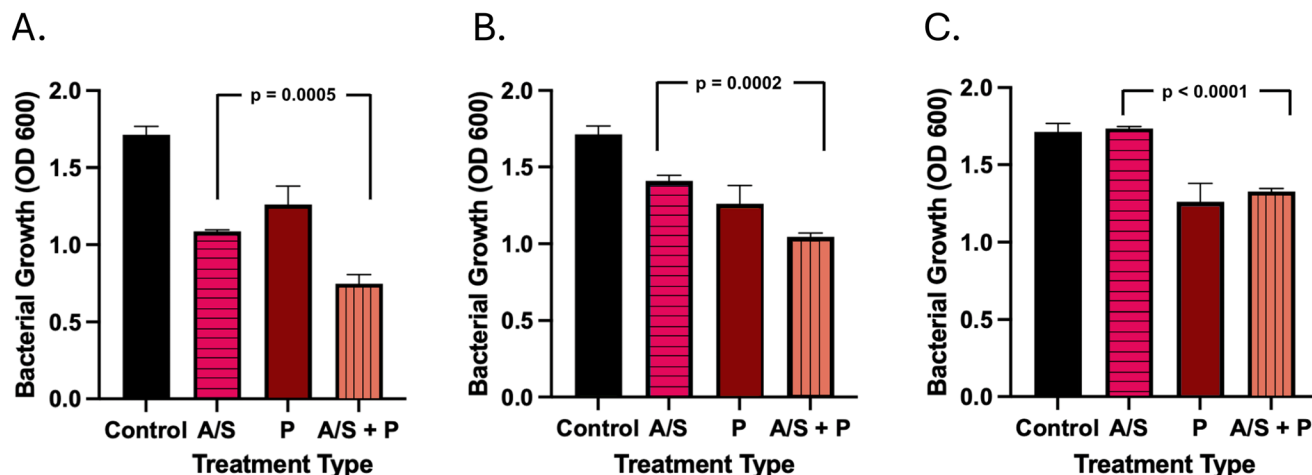 A.
Bacterial Growth (OD 600)
2.0
1.5
1.0
0.5
0.0
p = 0.0005
Control A/S P A/S + P
Treatment Type
B.
Bacterial Growth (OD 600)
2.0
1.5
1.0
0.5
0.0
p = 0.0002
Control A/S P A/S + P
Treatment Type
C.
Bacterial Growth (OD 600)
2.0
1.5
1.0
0.5
0.0
p < 0.0001
Control A/S P A/S + P
Treatment Type